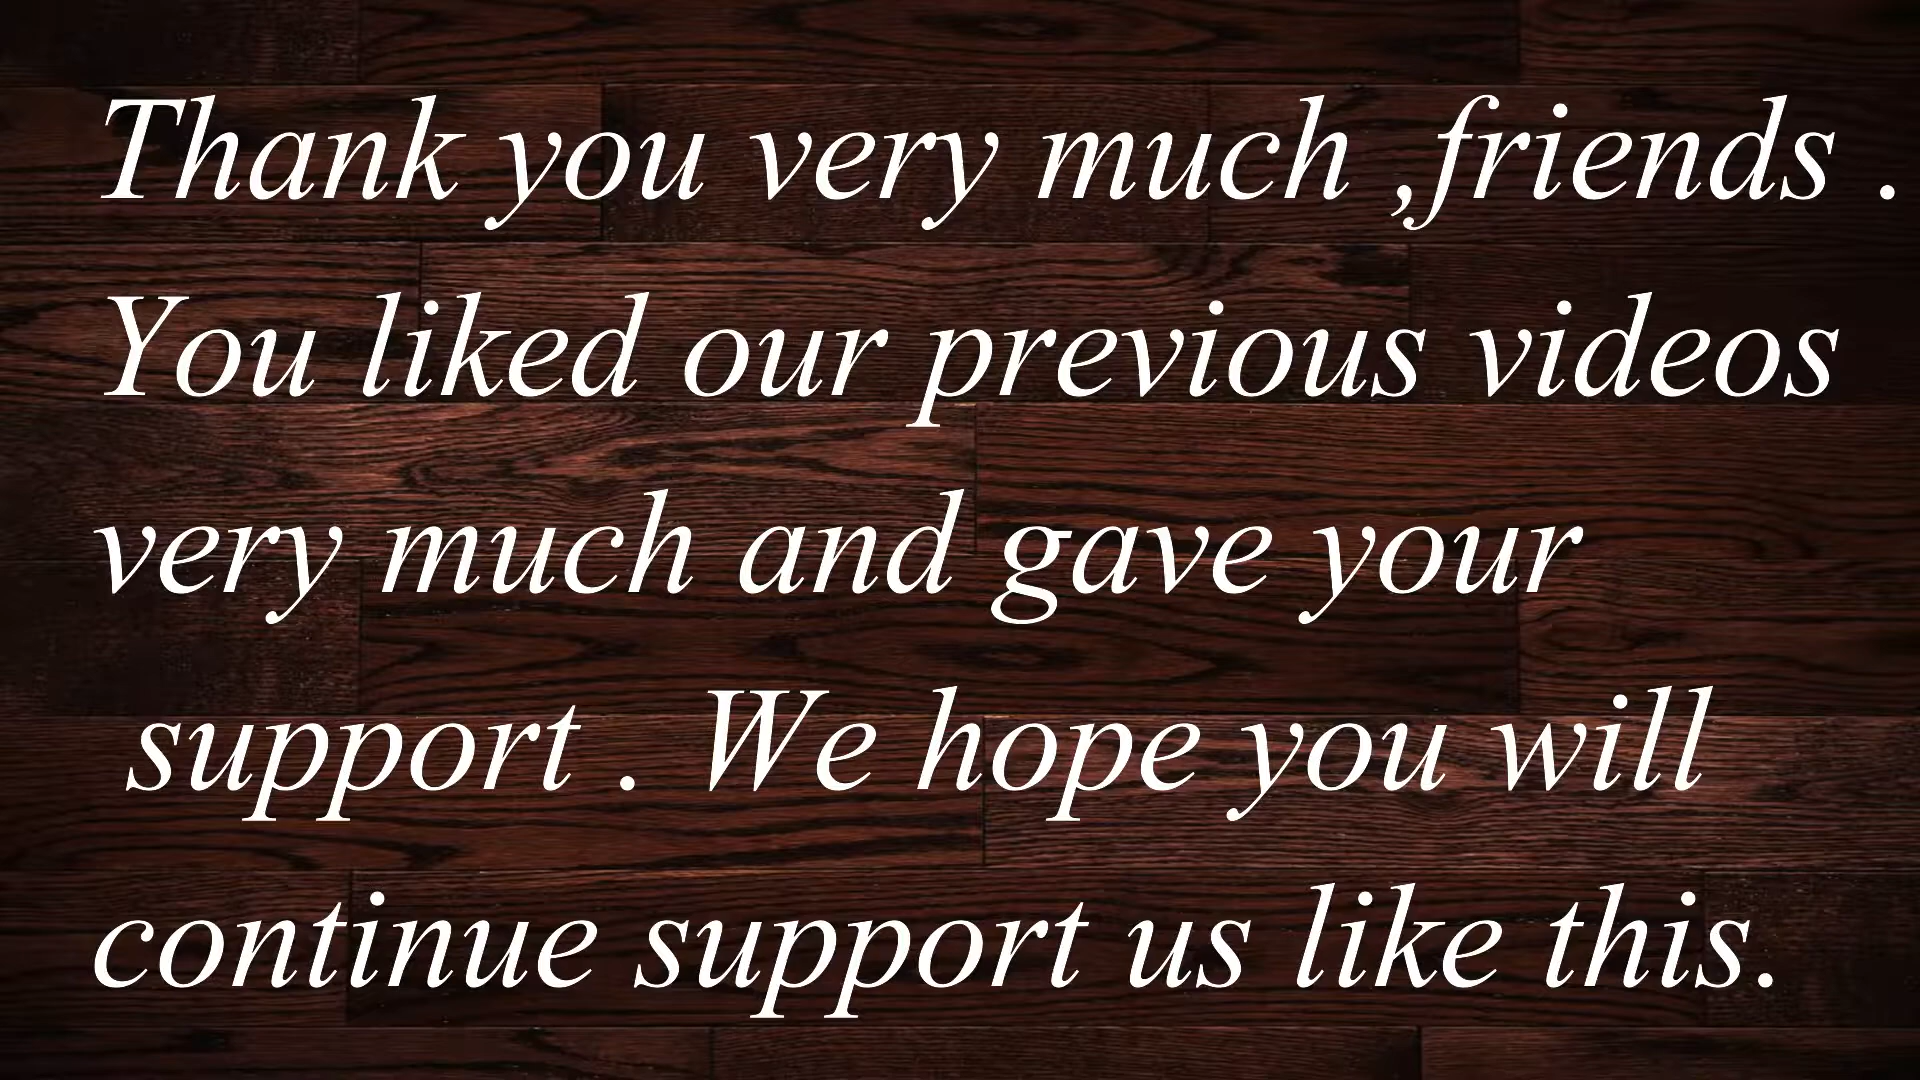 Thank you very much ,friends .
You liked our previous videos
very much and gave your
support . We hope you will
continue support us like this.